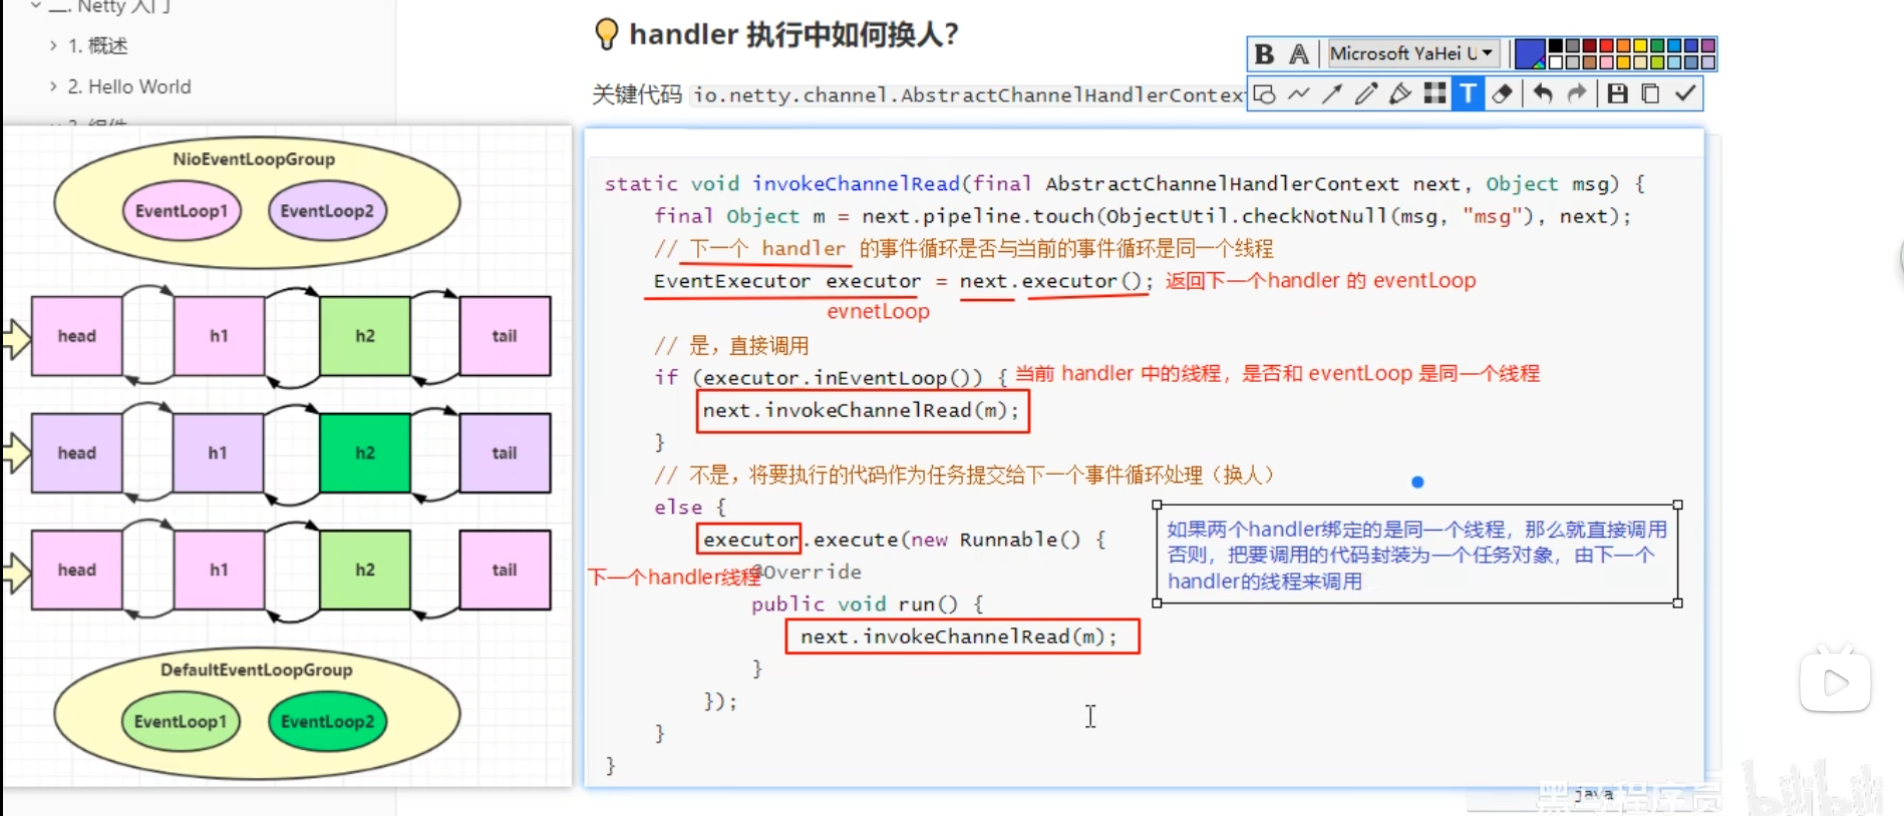 二. Netty 入门
1. 概述
2. Hello World
3. 组件
handler 执行中如何换人？
关键代码 io.netty.channel.AbstractChannelHandlerContext
B A Microsoft YaHei U
T
NioEventLoopGroup
EventLoop1 EventLoop2
head h1 h2 tail
head h1 h2 tail
head h1 h2 tail
DefaultEventLoopGroup
EventLoop1 EventLoop2
static void invokeChannelRead(final AbstractChannelHandlerContext next, Object msg) {
final Object m = next.pipeline.touch(ObjectUtil.checkNotNull(msg, "msg"), next);
// 下一个 handler 的事件循环是否与当前的事件循环是同一个线程
EventExecutor executor = next.executor(); 返回下一个handler 的 eventLoop
evnetLoop
// 是，直接调用
if (executor.inEventLoop()) { 当前 handler 中的线程，是否和 eventLoop 是同一个线程
next.invokeChannelRead(m);
}
// 不是，将要执行的代码作为任务提交给下一个事件循环处理（换人）
else {
executor.execute(new Runnable() {
下一个handler线程
@Override
public void run() {
next.invokeChannelRead(m);
}
});
}
}
如果两个handler绑定的是同一个线程，那么就直接调用
否则，把要调用的代码封装为一个任务对象，由下一个
handler的线程来调用
java
黑马程序员
bilibili